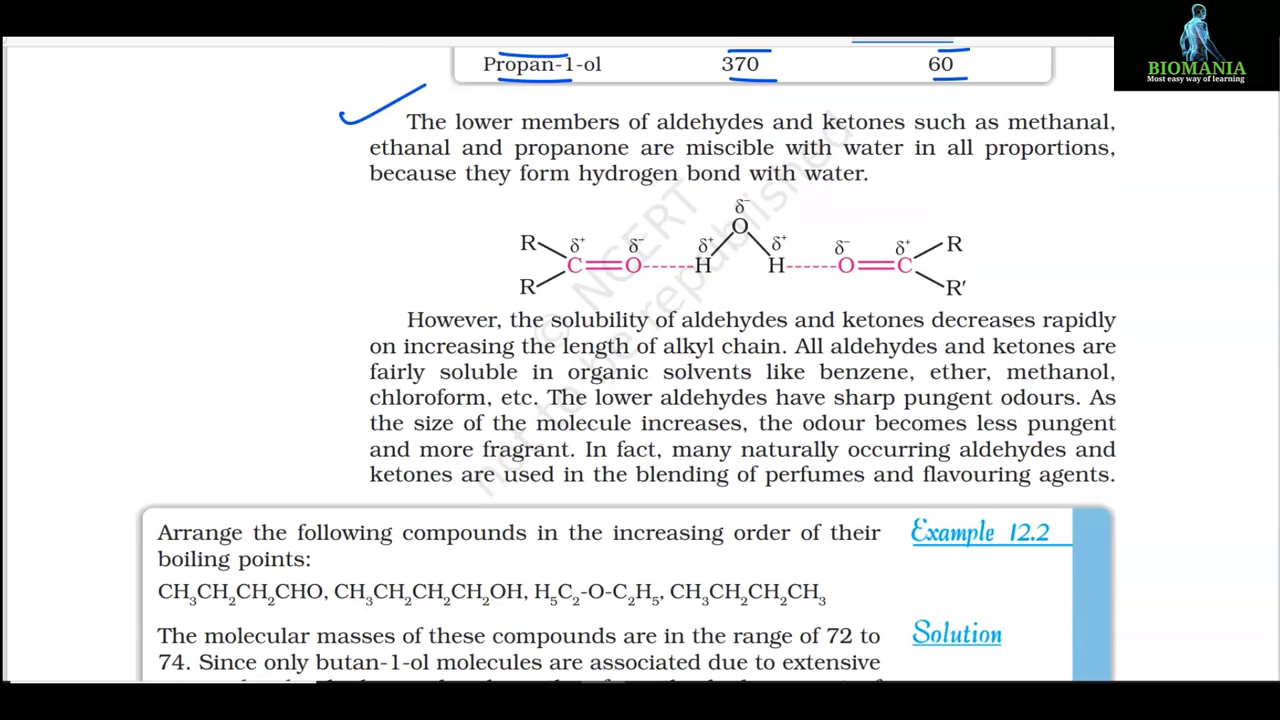 BIOMANIA
Most easy way of learning
Propan-1-ol 370 60
The lower members of aldehydes and ketones such as methanal,
ethanal and propanone are miscible with water in all proportions,
because they form hydrogen bond with water.
δ⁻
R δ⁺ δ⁻ δ⁺ O δ⁺ δ⁻ δ⁺ R
C=O------H H------O=C
R R′
However, the solubility of aldehydes and ketones decreases rapidly
on increasing the length of alkyl chain. All aldehydes and ketones are
fairly soluble in organic solvents like benzene, ether, methanol,
chloroform, etc. The lower aldehydes have sharp pungent odours. As
the size of the molecule increases, the odour becomes less pungent
and more fragrant. In fact, many naturally occurring aldehydes and
ketones are used in the blending of perfumes and flavouring agents.
© NCERT
not to be republished
Arrange the following compounds in the increasing order of their
boiling points:
Example 12.2
CH₃CH₂CH₂CHO, CH₃CH₂CH₂CH₂OH, H₅C₂-O-C₂H₅, CH₃CH₂CH₂CH₃
The molecular masses of these compounds are in the range of 72 to
Solution
74. Since only butan-1-ol molecules are associated due to extensive